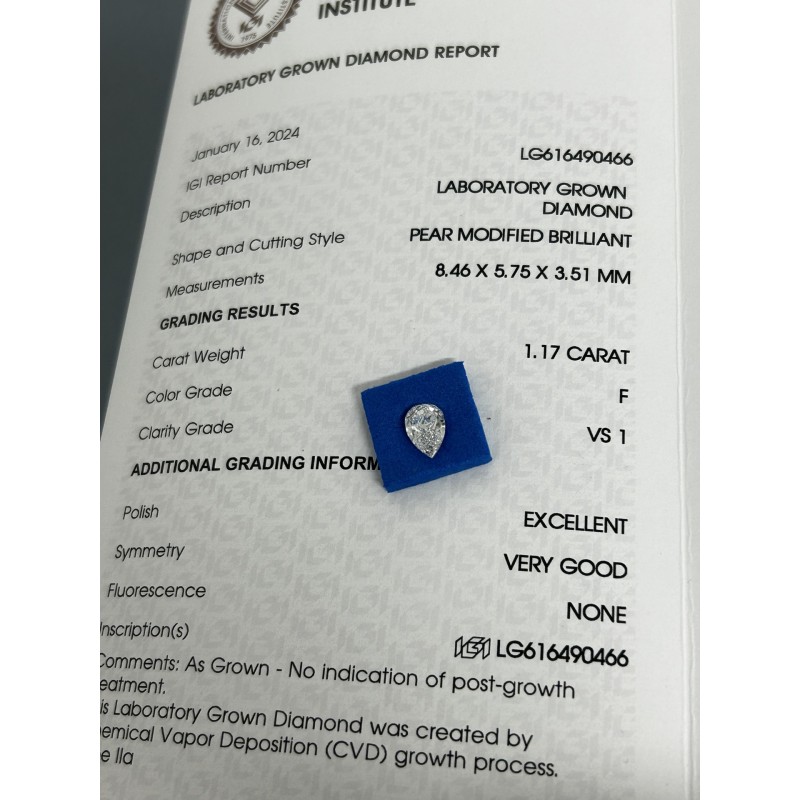 INSTITUTE
LABORATORY GROWN DIAMOND REPORT
January 16, 2024
IGI Report Number LG616490466
Description LABORATORY GROWN
DIAMOND
Shape and Cutting Style PEAR MODIFIED BRILLIANT
Measurements 8.46 X 5.75 X 3.51 MM
GRADING RESULTS
Carat Weight 1.17 CARAT
Color Grade F
Clarity Grade VS 1
ADDITIONAL GRADING INFORM
Polish EXCELLENT
Symmetry VERY GOOD
Fluorescence NONE
Inscription(s) IGI LG616490466
Comments: As Grown - No indication of post-growth
eatment.
is Laboratory Grown Diamond was created by
emical Vapor Deposition (CVD) growth process.
e IIa